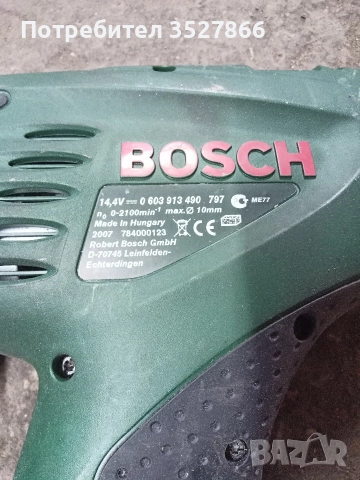 Потребител 3527866
BOSCH
14,4V 0 603 913 490 797 ME77
n₀ 0-2100min⁻¹ max.Ø 10mm
Made in Hungary
2007 784000123 CE
Robert Bosch GmbH
D-70745 Leinfelden-
Echterdingen
BAZAR